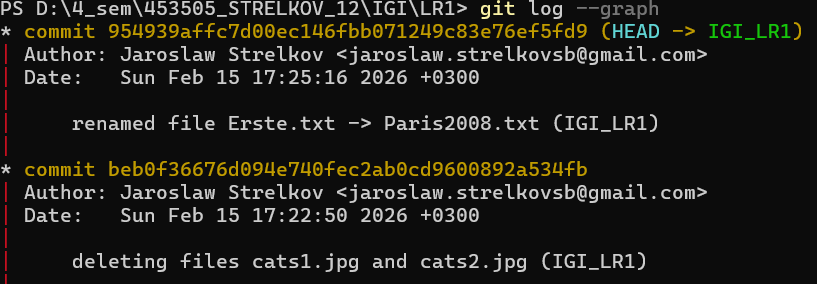 PS D:\4_sem\453505_STRELKOV_12\IGI\LR1> git log --graph
* commit 954939affc7d00ec146fbb071249c83e76ef5fd9 (HEAD -> IGI_LR1)
| Author: Jaroslaw Strelkov <jaroslaw.strelkovsb@gmail.com>
| Date:   Sun Feb 15 17:25:16 2026 +0300
|
|     renamed file Erste.txt -> Paris2008.txt (IGI_LR1)
|
* commit beb0f36676d094e740fec2ab0cd9600892a534fb
| Author: Jaroslaw Strelkov <jaroslaw.strelkovsb@gmail.com>
| Date:   Sun Feb 15 17:22:50 2026 +0300
|
|     deleting files cats1.jpg and cats2.jpg (IGI_LR1)
|